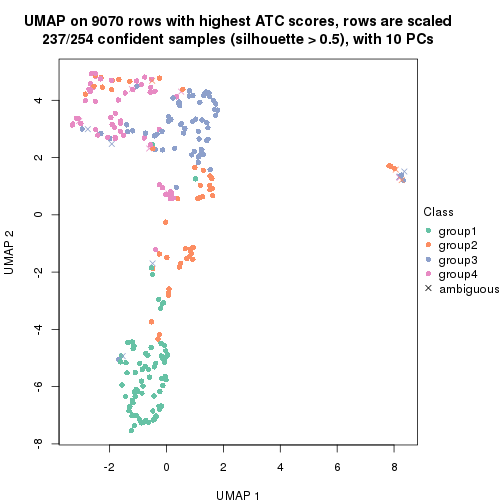 UMAP on 9070 rows with highest ATC scores, rows are scaled
237/254 confident samples (silhouette > 0.5), with 10 PCs
4
2
0
-2
-4
-6
-8
UMAP 2
-2
0
2
4
6
8
UMAP 1
Class
group1
group2
group3
group4
ambiguous